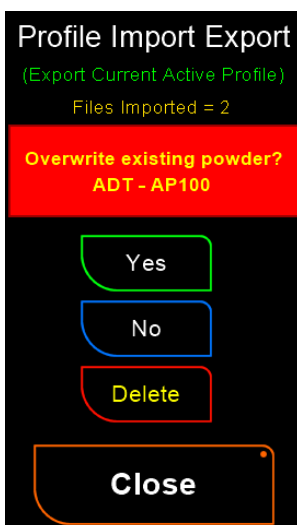 Profile Import Export
(Export Current Active Profile)
Files Imported = 2
Overwrite existing powder?
ADT - AP100
Yes
No
Delete
Close